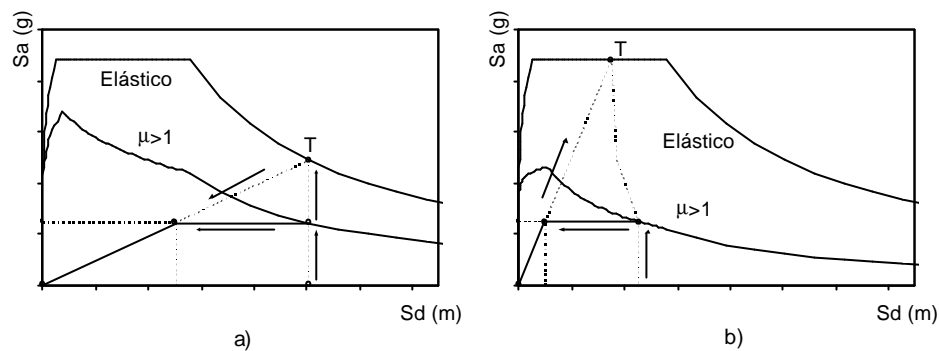 Sa (g)
Elástico
μ>1
T
Sd (m)
a)
Sa (g)
T
Elástico
μ>1
Sd (m)
b)